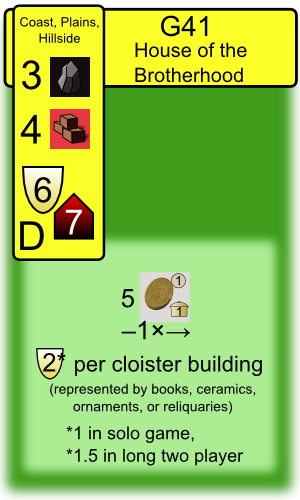 Coast, Plains,
Hillside
G41
House of the
Brotherhood
3
4
6
7
D
5
1
1
–1×→
2* per cloister building
(represented by books, ceramics,
ornaments, or reliquaries)
*1 in solo game,
*1.5 in long two player